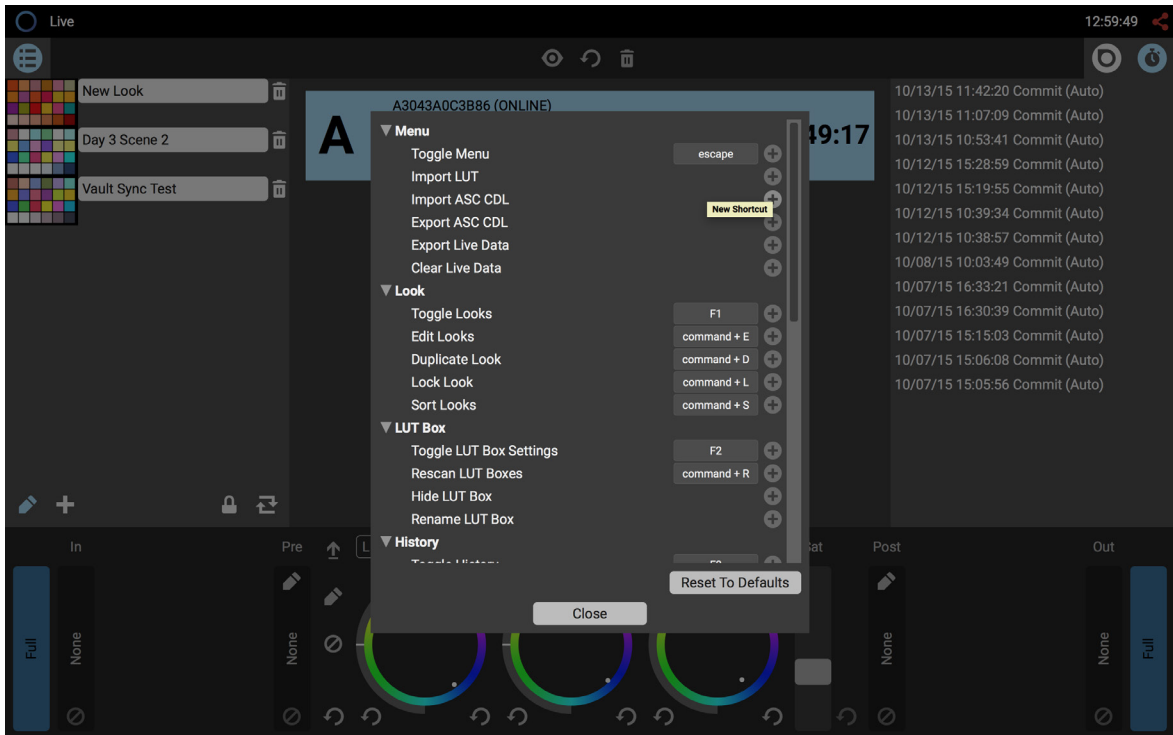 Live
12:59:49
New Look
Day 3 Scene 2
Vault Sync Test
A3043A0C3B86 (ONLINE)
A
49:17
Menu
Toggle Menu escape
Import LUT
Import ASC CDL
New Shortcut
Export ASC CDL
Export Live Data
Clear Live Data
Look
Toggle Looks F1
Edit Looks command + E
Duplicate Look command + D
Lock Look command + L
Sort Looks command + S
LUT Box
Toggle LUT Box Settings F2
Rescan LUT Boxes command + R
Hide LUT Box
Rename LUT Box
History
Toggle History
Reset To Defaults
Close
10/13/15 11:42:20 Commit (Auto)
10/13/15 11:07:09 Commit (Auto)
10/13/15 10:53:41 Commit (Auto)
10/12/15 15:28:59 Commit (Auto)
10/12/15 15:19:55 Commit (Auto)
10/12/15 10:39:34 Commit (Auto)
10/12/15 10:38:57 Commit (Auto)
10/08/15 10:03:49 Commit (Auto)
10/07/15 16:33:21 Commit (Auto)
10/07/15 16:30:39 Commit (Auto)
10/07/15 15:15:03 Commit (Auto)
10/07/15 15:06:08 Commit (Auto)
10/07/15 15:05:56 Commit (Auto)
In
Pre
L
Sat
Post
Out
Full
None
None
None
None
Full